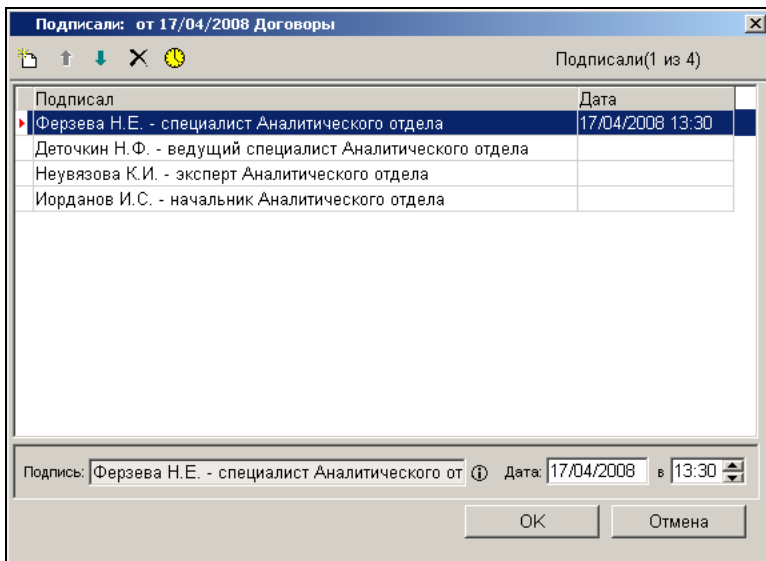 Подписали: от 17/04/2008 Договоры
Подписали(1 из 4)
Подписал Дата
Ферзева Н.Е. - специалист Аналитического отдела 17/04/2008 13:30
Деточкин Н.Ф. - ведущий специалист Аналитического отдела
Неувязова К.И. - эксперт Аналитического отдела
Иорданов И.С. - начальник Аналитического отдела
Подпись: Ферзева Н.Е. - специалист Аналитического от Дата: 17/04/2008 в 13:30
OK Отмена